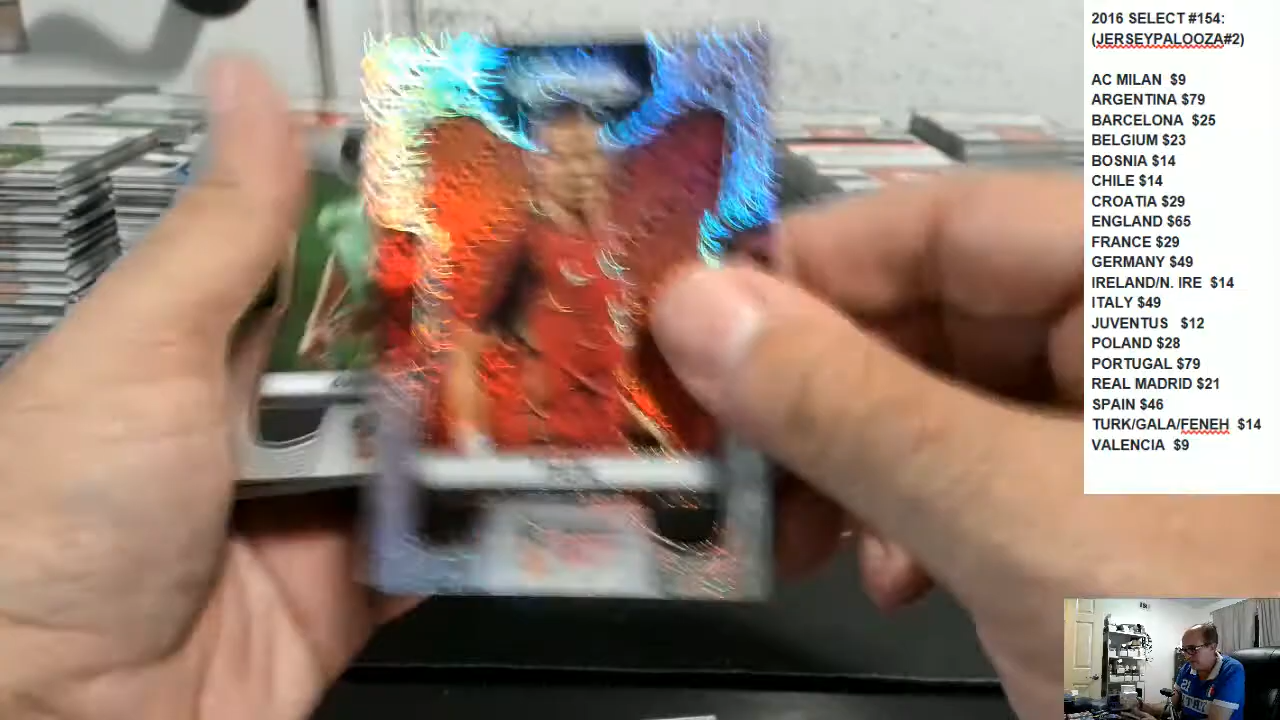 2016 SELECT #154:
(JERSEYPALOOZA#2)
AC MILAN $9
ARGENTINA $79
BARCELONA $25
BELGIUM $23
BOSNIA $14
CHILE $14
CROATIA $29
ENGLAND $65
FRANCE $29
GERMANY $49
IRELAND/N. IRE $14
ITALY $49
JUVENTUS $12
POLAND $28
PORTUGAL $79
REAL MADRID $21
SPAIN $46
TURK/GALA/FENEH $14
VALENCIA $9